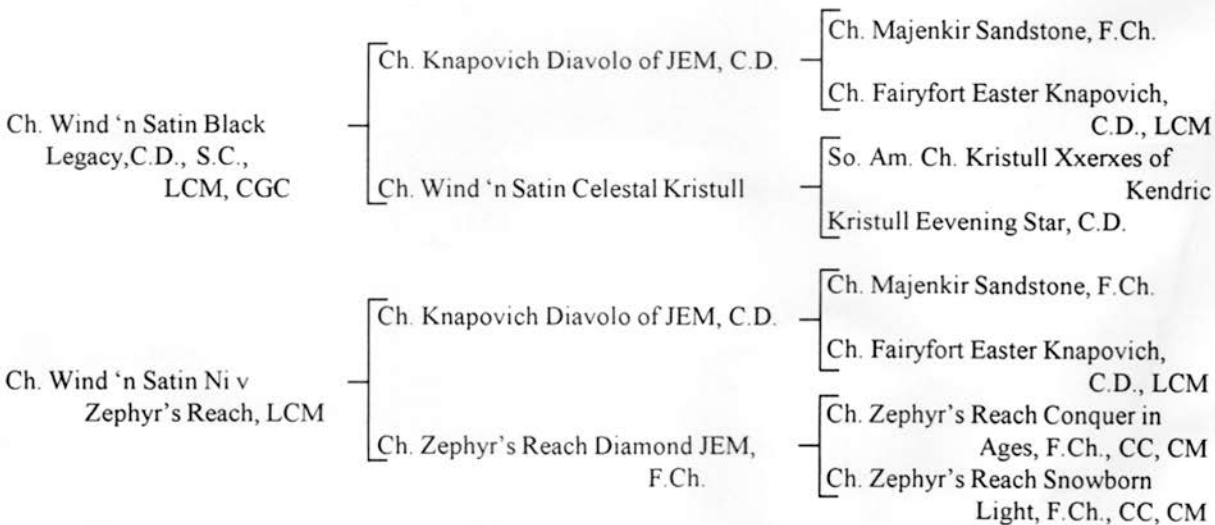 Ch. Wind ‘n Satin Black
Legacy,C.D., S.C.,
LCM, CGC
Ch. Knapovich Diavolo of JEM, C.D.
Ch. Wind ‘n Satin Celestal Kristull
Ch. Majenkir Sandstone, F.Ch.
Ch. Fairyfort Easter Knapovich,
C.D., LCM
So. Am. Ch. Kristull Xxerxes of
Kendric
Kristull Eevening Star, C.D.
Ch. Wind ‘n Satin Ni v
Zephyr’s Reach, LCM
Ch. Knapovich Diavolo of JEM, C.D.
Ch. Zephyr’s Reach Diamond JEM,
F.Ch.
Ch. Majenkir Sandstone, F.Ch.
Ch. Fairyfort Easter Knapovich,
C.D., LCM
Ch. Zephyr’s Reach Conquer in
Ages, F.Ch., CC, CM
Ch. Zephyr’s Reach Snowborn
Light, F.Ch., CC, CM